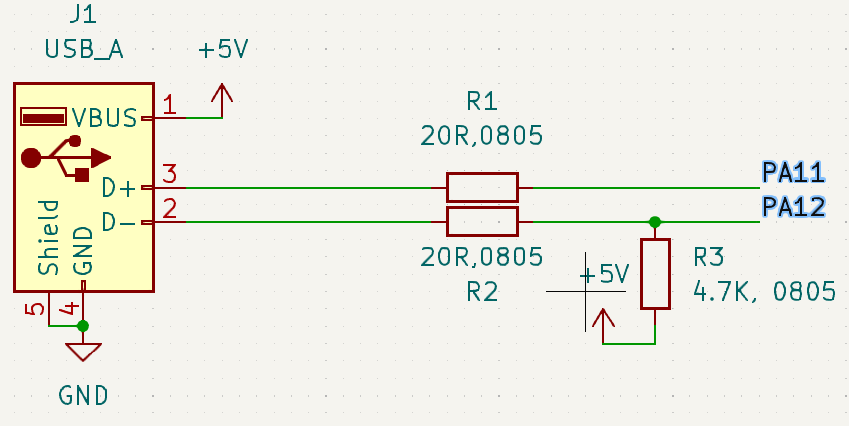 J1
USB_A
+5V
1
VBUS
R1
20R,0805
3
D+
PA11
2
D-
PA12
Shield
GND
20R,0805
R2
+5V
R3
4.7K, 0805
5
4
GND